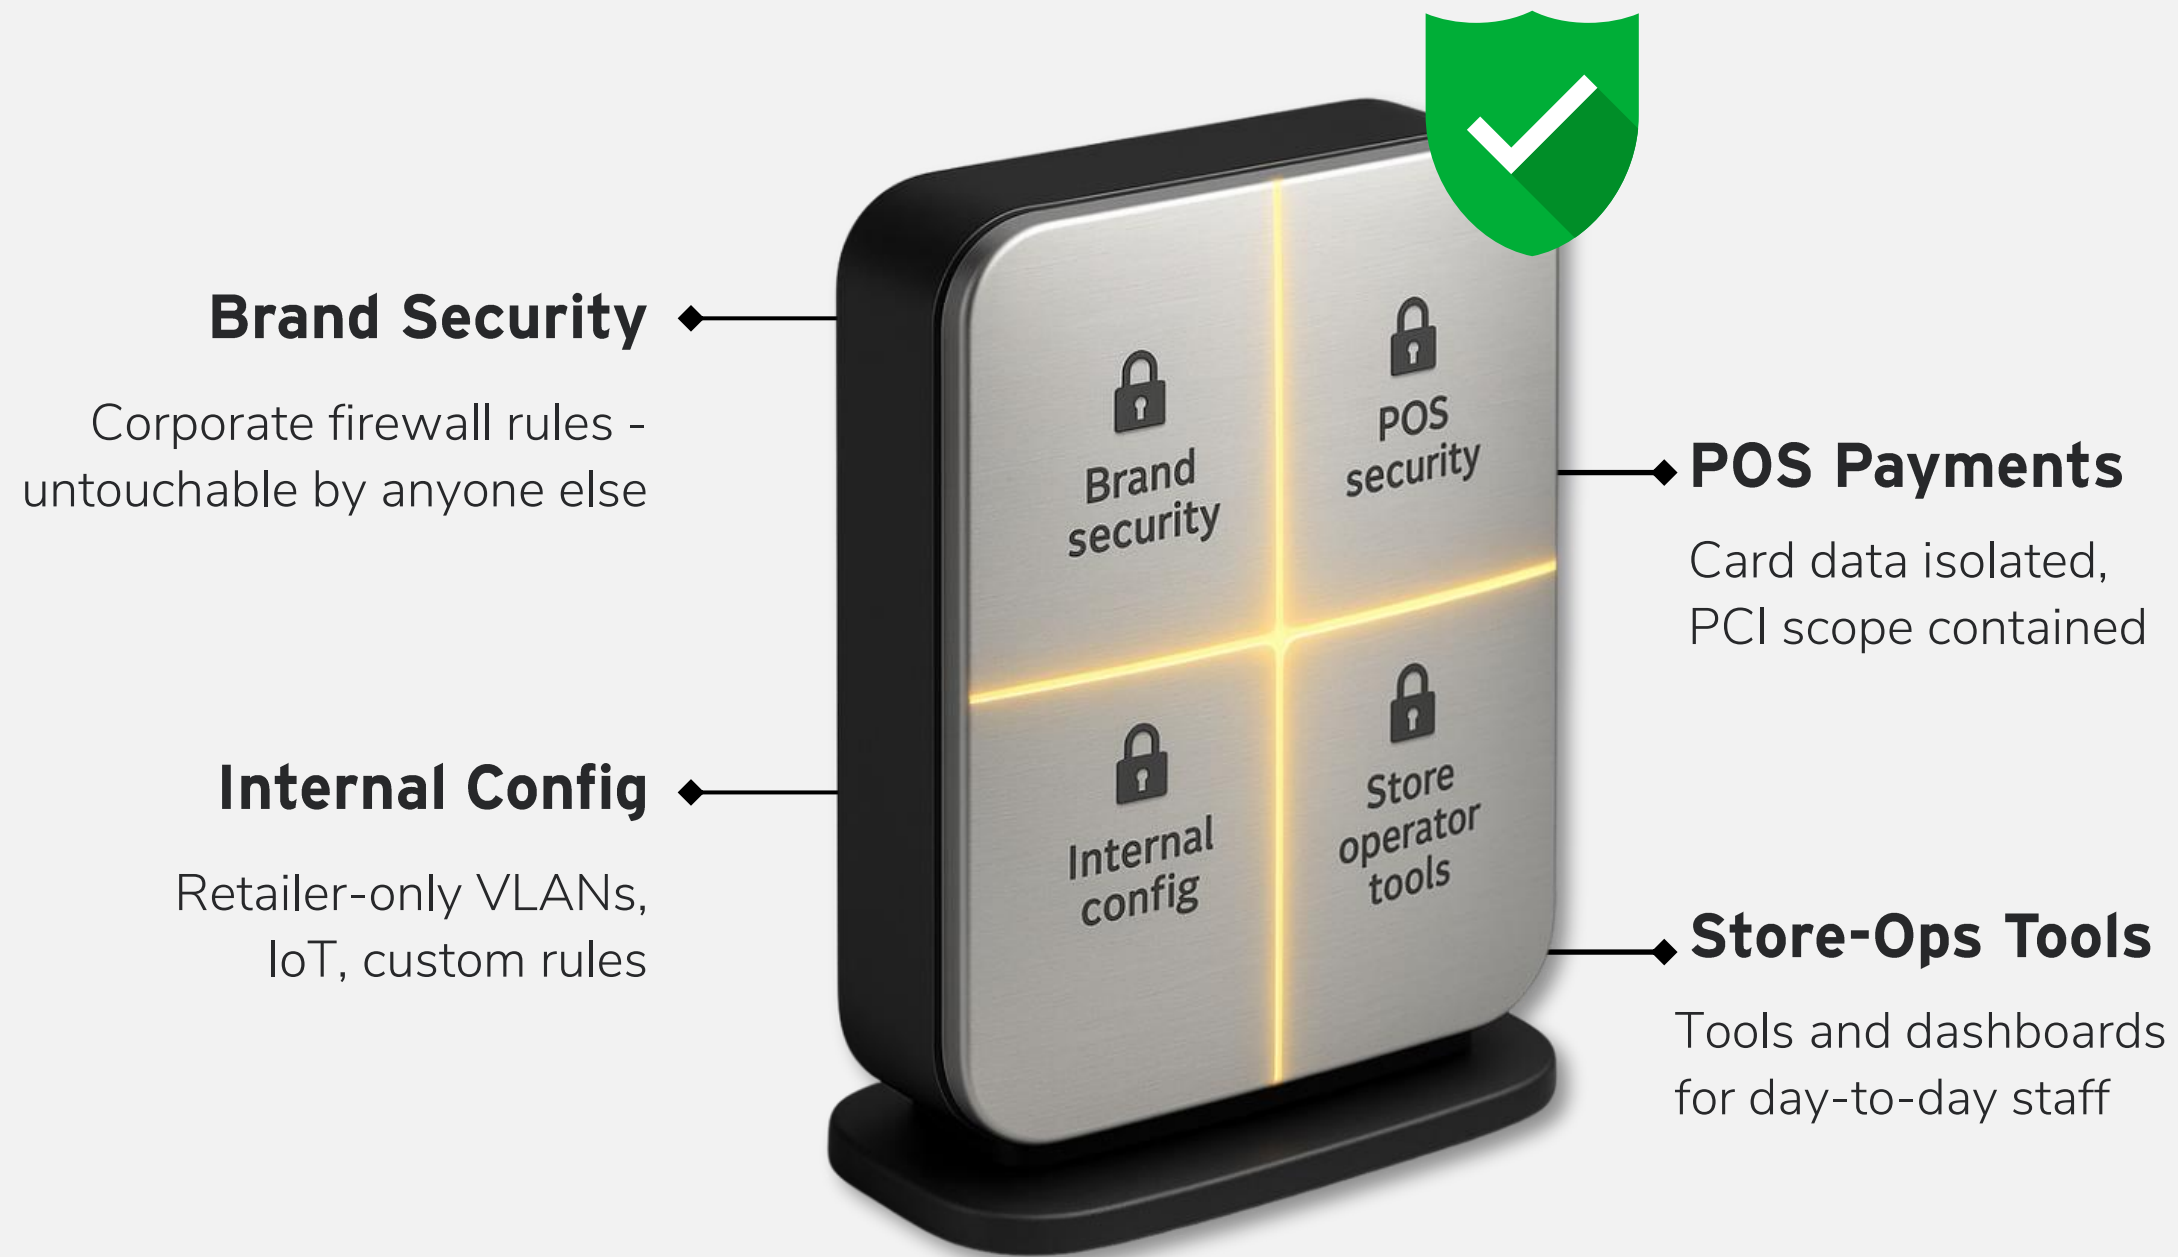 Brand Security
Corporate firewall rules -
untouchable by anyone else
Internal Config
Retailer-only VLANs,
IoT, custom rules
Brand
security
POS
security
Internal
config
Store
operator
tools
POS Payments
Card data isolated,
PCI scope contained
Store-Ops Tools
Tools and dashboards
for day-to-day staff